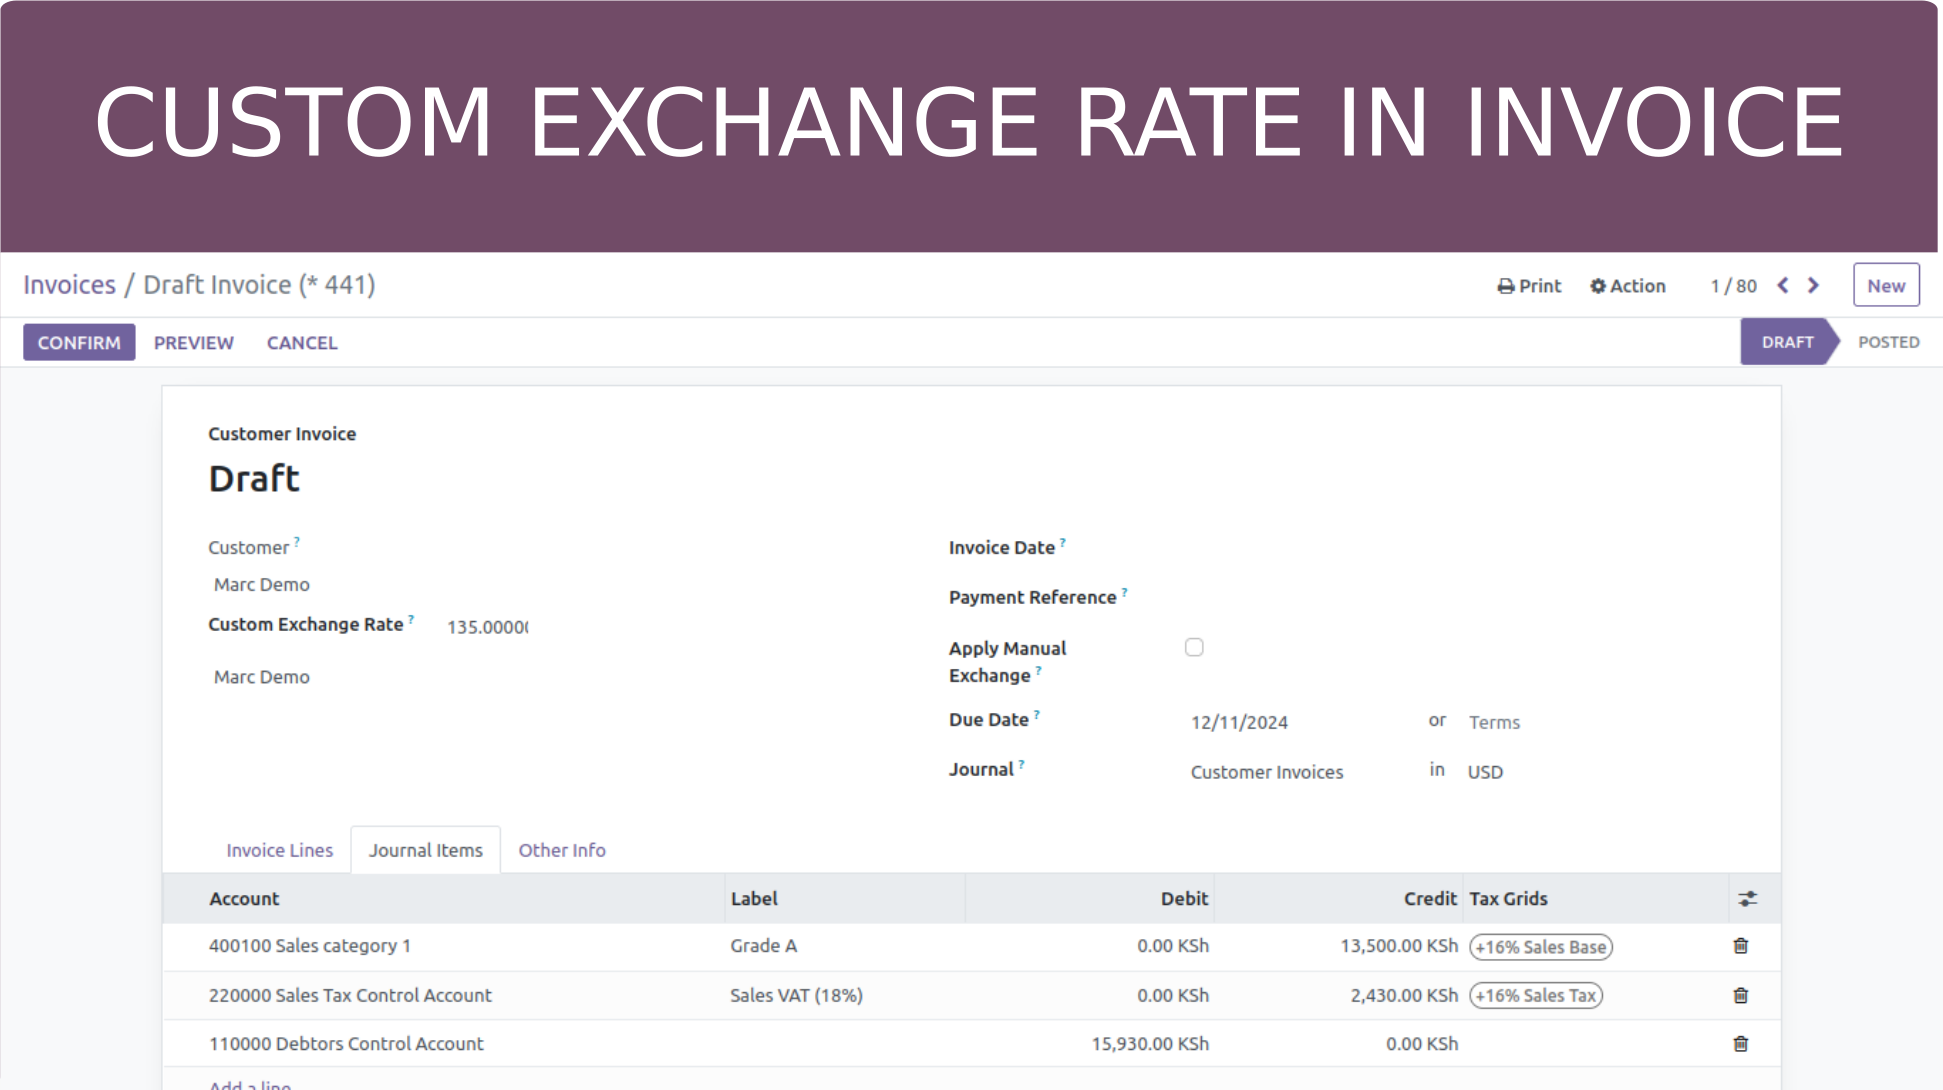 CUSTOM EXCHANGE RATE IN INVOICE
Invoices / Draft Invoice (* 441)
Print Action 1 / 80 New
CONFIRM PREVIEW CANCEL
DRAFT POSTED
Customer Invoice
Draft
Customer ?
Marc Demo
Custom Exchange Rate ? 135.00000
Marc Demo
Invoice Date ?
Payment Reference ?
Apply Manual
Exchange ?
Due Date ? 12/11/2024 or Terms
Journal ? Customer Invoices in USD
Invoice Lines Journal Items Other Info
Account Label Debit Credit Tax Grids
400100 Sales category 1 Grade A 0.00 KSh 13,500.00 KSh +16% Sales Base
220000 Sales Tax Control Account Sales VAT (18%) 0.00 KSh 2,430.00 KSh +16% Sales Tax
110000 Debtors Control Account 15,930.00 KSh 0.00 KSh
Add a line